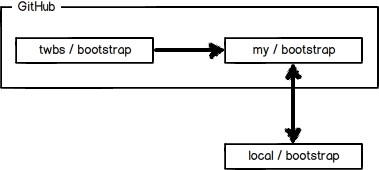 GitHub
twbs / bootstrap
my / bootstrap
local / bootstrap